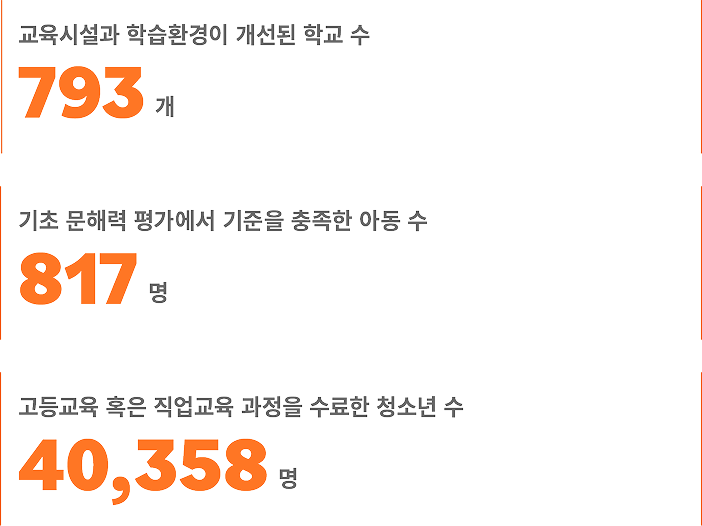 교육시설과 학습환경이 개선된 학교 수
793 개
기초 문해력 평가에서 기준을 충족한 아동 수
817 명
고등교육 혹은 직업교육 과정을 수료한 청소년 수
40,358 명